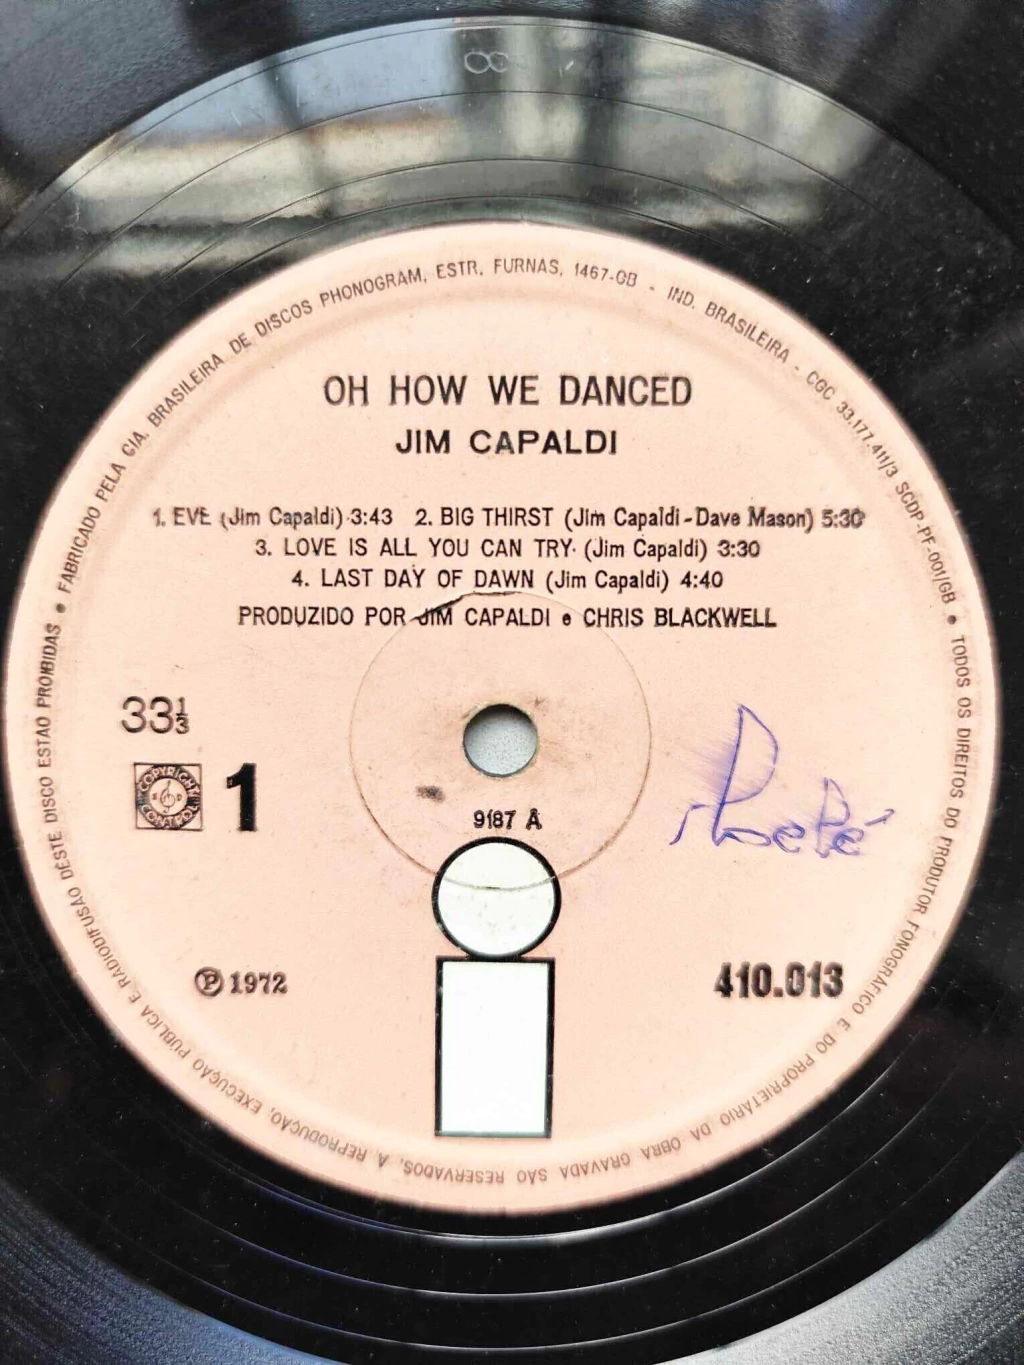 FABRICADO PELA CIA. BRASILEIRA DE DISCOS PHONOGRAM, ESTR. FURNAS, 1467-GB - IND. BRASILEIRA - CGC 33.177.411/3 SCDP-PF-001/GB • TODOS OS DIREITOS DO PRODUTOR FONOGRÁFICO E DO PROPRIETÁRIO DA OBRA GRAVADA SÃO RESERVADOS. A REPRODUÇÃO, EXECUÇÃO PÚBLICA E RADIODIFUSÃO DESTE DISCO ESTÃO PROIBIDAS •
OH HOW WE DANCED
JIM CAPALDI
1. EVE (Jim Capaldi) 3:43 2. BIG THIRST (Jim Capaldi-Dave Mason) 5:30
3. LOVE IS ALL YOU CAN TRY (Jim Capaldi) 3:30
4. LAST DAY OF DAWN (Jim Capaldi) 4:40
PRODUZIDO POR JIM CAPALDI e CHRIS BLACKWELL
33 1/3
COPYRIGHT CONTROL
1
9187 A
℗ 1972
410.013